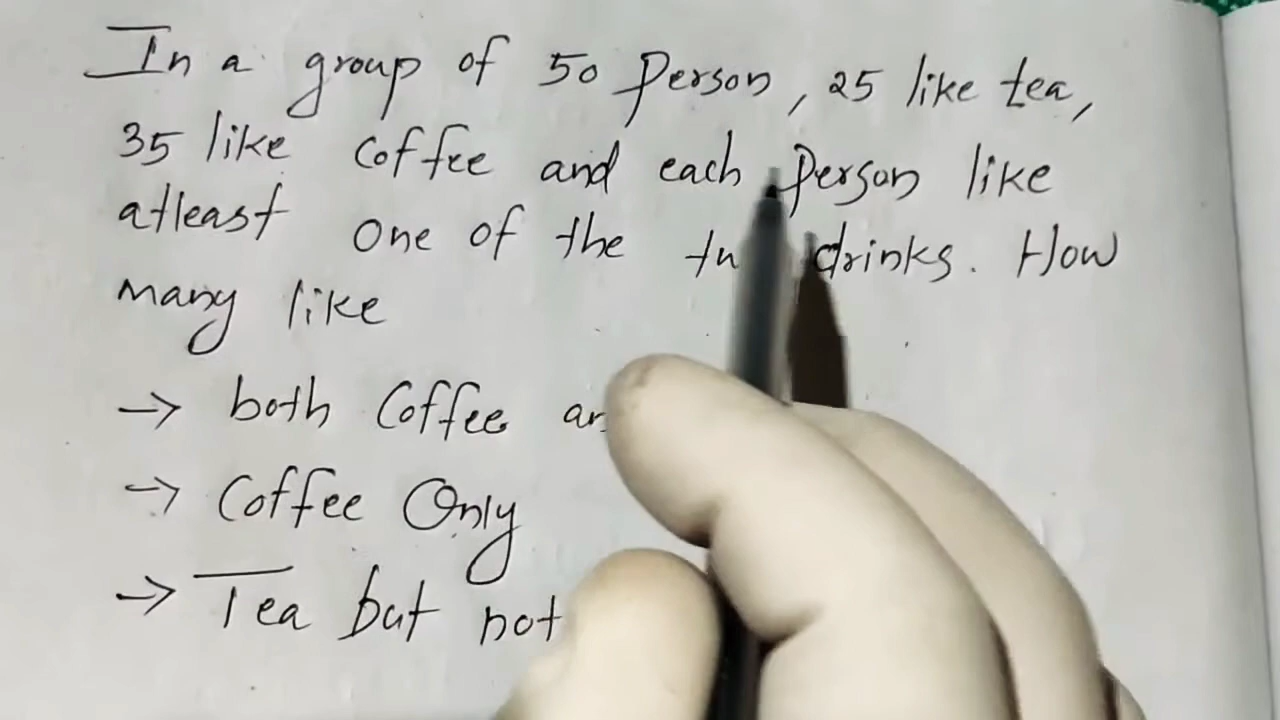 In a group of 50 Person, 25 like tea,
35 like Coffee and each Person like
atleast one of the drinks. How
many like
→ both Coffee
→ Coffee Only
→ Tea but not